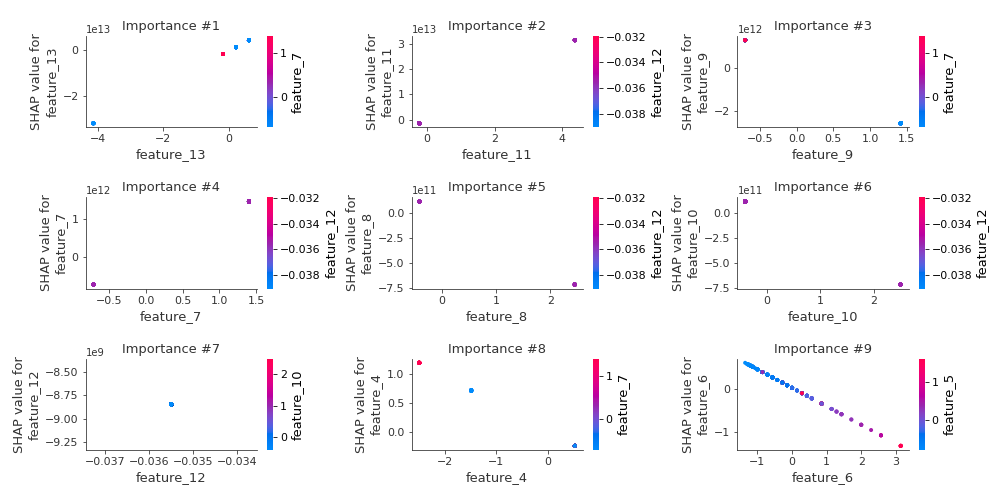 Importance #1
1e13
SHAP value for
feature_13
0
−2
−4
−2
0
feature_13
1
0
feature_7
Importance #2
1e13
SHAP value for
feature_11
3
2
1
0
0
2
4
feature_11
−0.032
−0.034
−0.036
−0.038
feature_12
Importance #3
1e12
SHAP value for
feature_9
0
−2
−0.5
0.0
0.5
1.0
1.5
feature_9
1
0
feature_7
Importance #4
1e12
SHAP value for
feature_7
1
0
−0.5
0.0
0.5
1.0
1.5
feature_7
−0.032
−0.034
−0.036
−0.038
feature_12
Importance #5
1e11
SHAP value for
feature_8
0.0
−2.5
−5.0
−7.5
0
1
2
feature_8
−0.032
−0.034
−0.036
−0.038
feature_12
Importance #6
1e11
SHAP value for
feature_10
0.0
−2.5
−5.0
−7.5
0
1
2
feature_10
−0.032
−0.034
−0.036
−0.038
feature_12
Importance #7
1e9
SHAP value for
feature_12
−8.50
−8.75
−9.00
−9.25
−0.037
−0.036
−0.035
−0.034
feature_12
2
1
0
feature_10
Importance #8
SHAP value for
feature_4
1.0
0.5
0.0
−2
−1
0
feature_4
1
0
feature_7
Importance #9
SHAP value for
feature_6
0
−1
−1
0
1
2
3
feature_6
1
0
feature_5